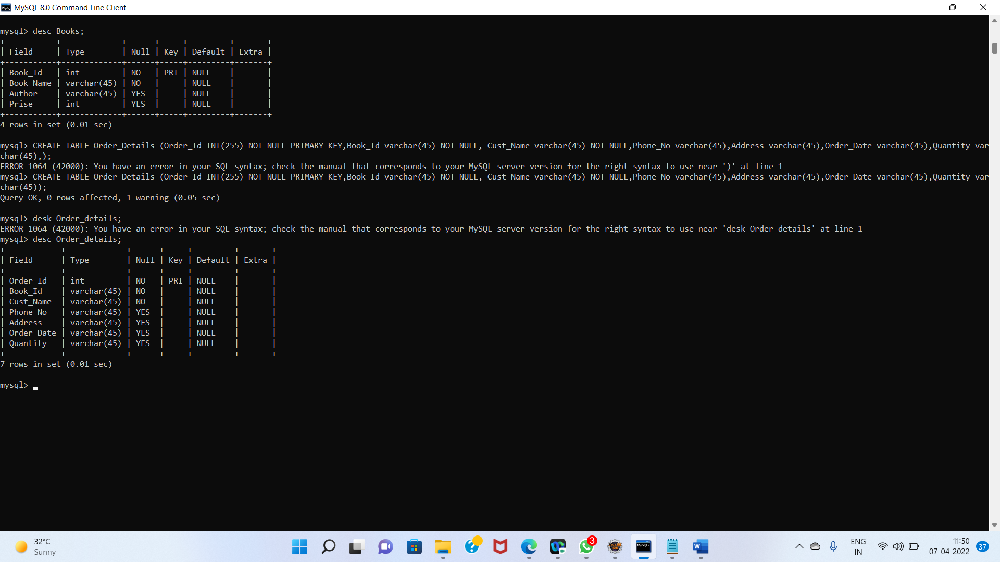 MySQL 8.0 Command Line Client
mysql> desc Books;
+-----------+-------------+------+-----+---------+-------+
| Field     | Type        | Null | Key | Default | Extra |
+-----------+-------------+------+-----+---------+-------+
| Book_Id   | int         | NO   | PRI | NULL    |       |
| Book_Name | varchar(45) | NO   |     | NULL    |       |
| Author    | varchar(45) | YES  |     | NULL    |       |
| Prise     | int         | YES  |     | NULL    |       |
+-----------+-------------+------+-----+---------+-------+
4 rows in set (0.01 sec)
mysql> CREATE TABLE Order_Details (Order_Id INT(255) NOT NULL PRIMARY KEY,Book_Id varchar(45) NOT NULL, Cust_Name varchar(45) NOT NULL,Phone_No varchar(45),Address varchar(45),Order_Date varchar(45),Quantity var
char(45),);
ERROR 1064 (42000): You have an error in your SQL syntax; check the manual that corresponds to your MySQL server version for the right syntax to use near ')' at line 1
mysql> CREATE TABLE Order_Details (Order_Id INT(255) NOT NULL PRIMARY KEY,Book_Id varchar(45) NOT NULL, Cust_Name varchar(45) NOT NULL,Phone_No varchar(45),Address varchar(45),Order_Date varchar(45),Quantity var
char(45));
Query OK, 0 rows affected, 1 warning (0.05 sec)
mysql> desk Order_details;
ERROR 1064 (42000): You have an error in your SQL syntax; check the manual that corresponds to your MySQL server version for the right syntax to use near 'desk Order_details' at line 1
mysql> desc Order_details;
+------------+-------------+------+-----+---------+-------+
| Field      | Type        | Null | Key | Default | Extra |
+------------+-------------+------+-----+---------+-------+
| Order_Id   | int         | NO   | PRI | NULL    |       |
| Book_Id    | varchar(45) | NO   |     | NULL    |       |
| Cust_Name  | varchar(45) | NO   |     | NULL    |       |
| Phone_No   | varchar(45) | YES  |     | NULL    |       |
| Address    | varchar(45) | YES  |     | NULL    |       |
| Order_Date | varchar(45) | YES  |     | NULL    |       |
| Quantity   | varchar(45) | YES  |     | NULL    |       |
+------------+-------------+------+-----+---------+-------+
7 rows in set (0.01 sec)
mysql>
32°C
Sunny
3
ENG
IN
11:50
07-04-2022
37